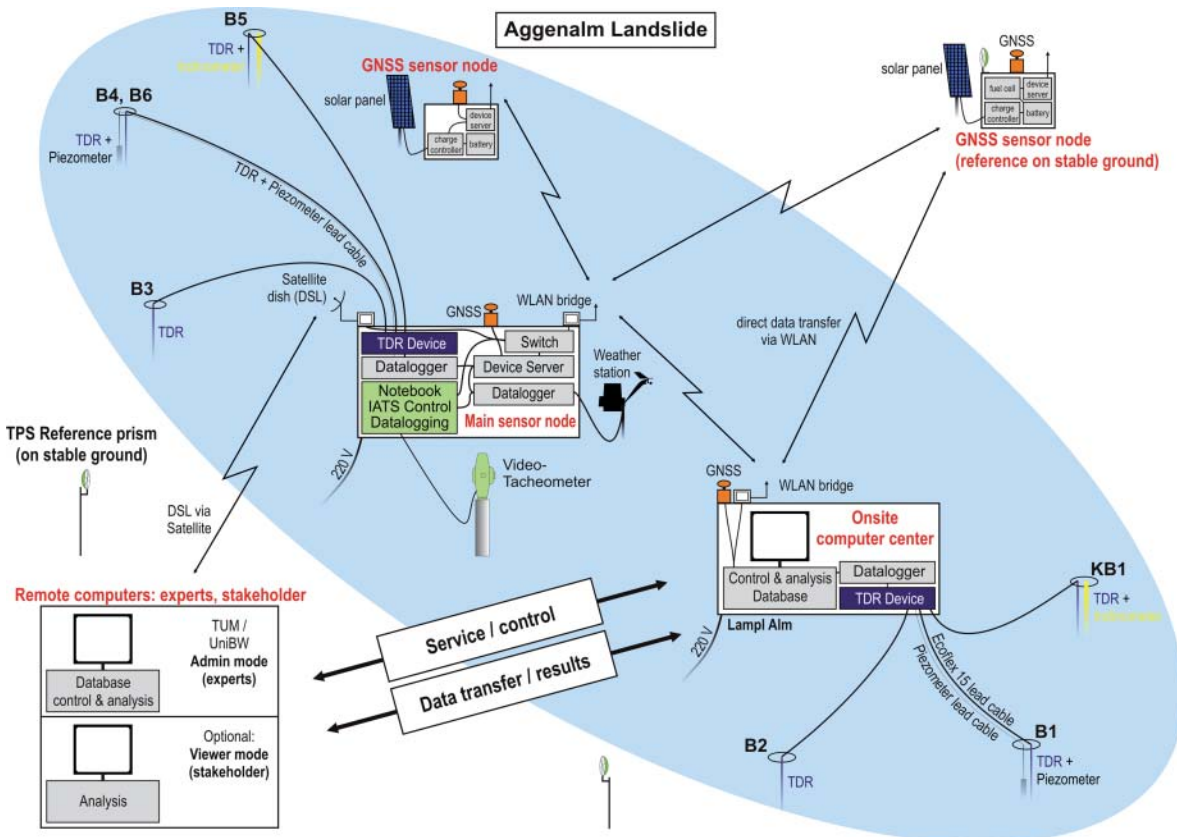 Aggenalm Landslide
B5
TDR +
Inclinometer
B4, B6
TDR +
Piezometer
TDR + Piezometer lead cable
B3
TDR
GNSS sensor node
solar panel
device
server
charge
controller
battery
GNSS
solar panel
fuel cell
device
server
charge
controller
battery
GNSS sensor node
(reference on stable ground)
Satellite
dish (DSL)
GNSS
WLAN bridge
TDR Device
Switch
Datalogger
Device Server
Notebook
IATS Control
Datalogging
Datalogger
Main sensor node
Weather
station
220 V
Video-
Tacheometer
direct data transfer
via WLAN
TPS Reference prism
(on stable ground)
DSL via
Satellite
GNSS
WLAN bridge
Onsite
computer center
Control & analysis
Database
Datalogger
TDR Device
Lampl Alm
220 V
KB1
TDR +
Inclinometer
Ecoflex 15 lead cable
Piezometer lead cable
B1
TDR +
Piezometer
B2
TDR
Remote computers: experts, stakeholder
TUM /
UniBW
Admin mode
(experts)
Database
control & analysis
Optional:
Viewer mode
(stakeholder)
Analysis
Service / control
Data transfer / results